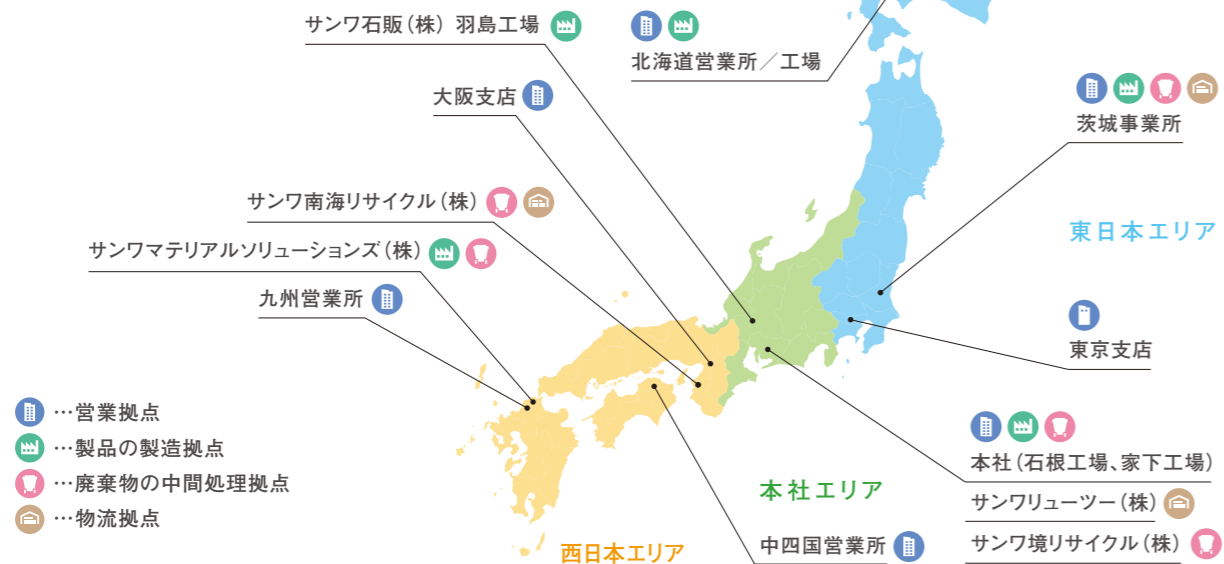 サンワ石販(株) 羽島工場
北海道営業所／工場
大阪支店
茨城事業所
サンワ南海リサイクル(株)
東日本エリア
サンワマテリアルソリューションズ(株)
九州営業所
東京支店
…営業拠点
…製品の製造拠点
…廃棄物の中間処理拠点
…物流拠点
本社(石根工場、家下工場)
本社エリア
サンワリューツー(株)
西日本エリア
中四国営業所
サンワ境リサイクル(株)